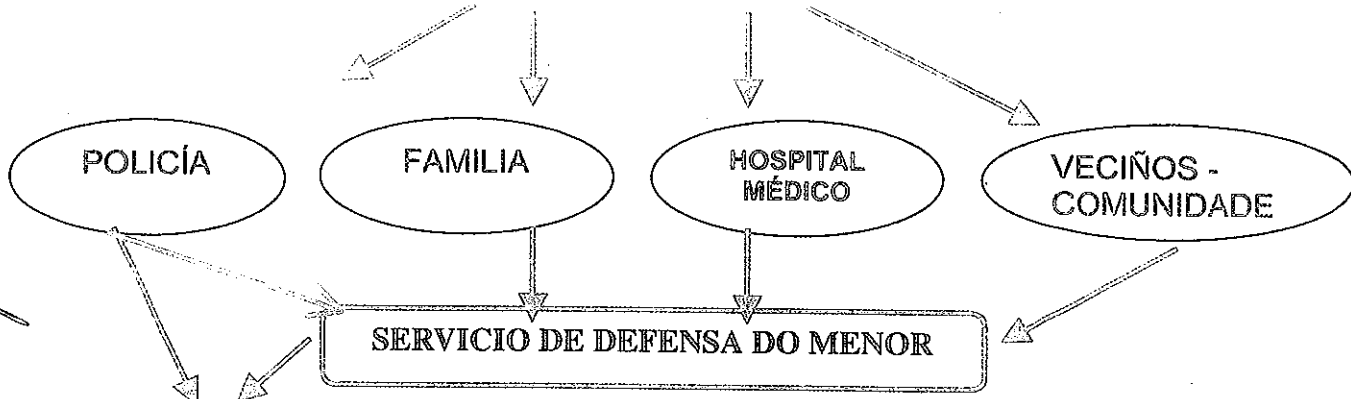 POLICÍA
FAMILIA
HOSPITAL
MÉDICO
VECIÑOS -
COMUNIDADE
SERVICIO DE DEFENSA DO MENOR